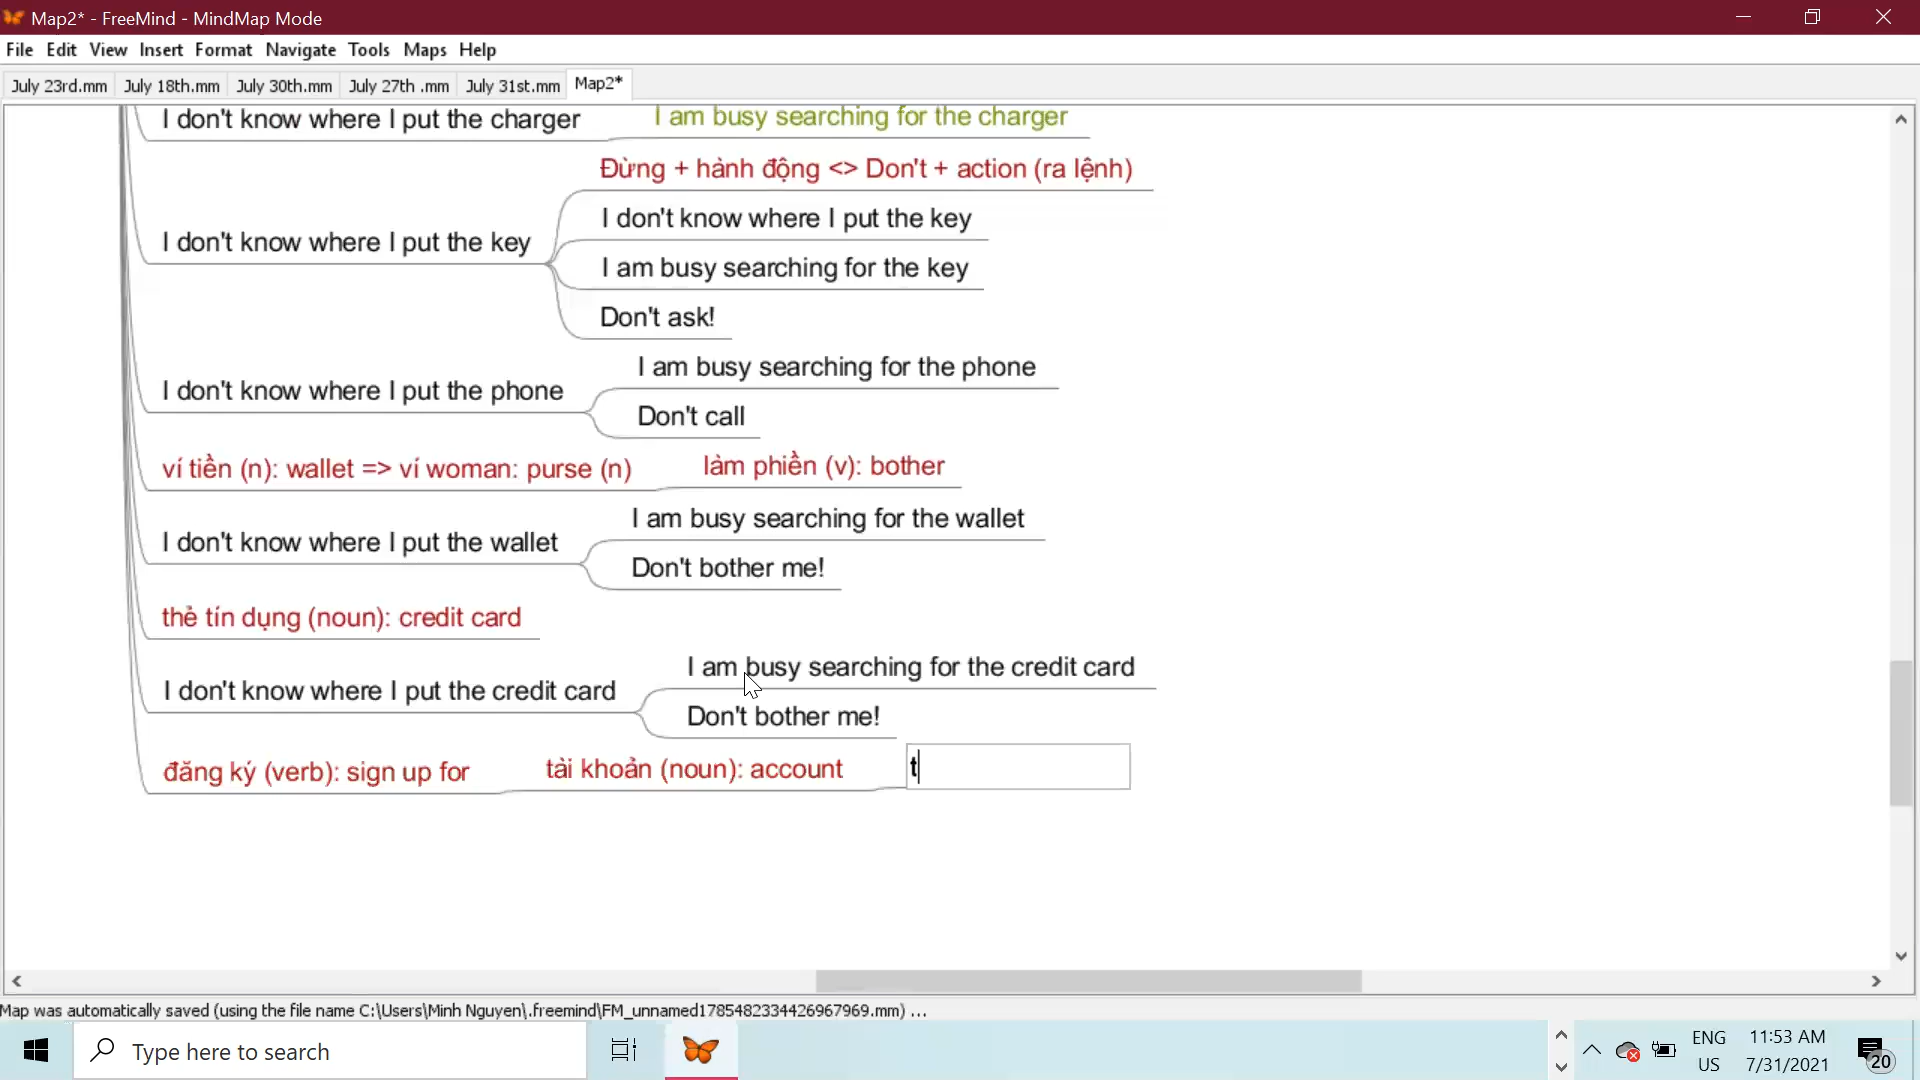 Map2* - FreeMind - MindMap Mode
File Edit View Insert Format Navigate Tools Maps Help
July 23rd.mm July 18th.mm July 30th.mm July 27th .mm July 31st.mm Map2*
I don't know where I put the charger
I am busy searching for the charger
Đừng + hành động <> Don't + action (ra lệnh)
I don't know where I put the key
I don't know where I put the key
I am busy searching for the key
Don't ask!
I don't know where I put the phone
I am busy searching for the phone
Don't call
ví tiền (n): wallet => ví woman: purse (n)
làm phiền (v): bother
I don't know where I put the wallet
I am busy searching for the wallet
Don't bother me!
thẻ tín dụng (noun): credit card
I don't know where I put the credit card
I am busy searching for the credit card
Don't bother me!
đăng ký (verb): sign up for
tài khoản (noun): account
t
Map was automatically saved (using the file name C:\Users\Minh Nguyen\.freemind\FM_unnamed1785482334426967969.mm) ...
Type here to search
ENG
US
11:53 AM
7/31/2021
20